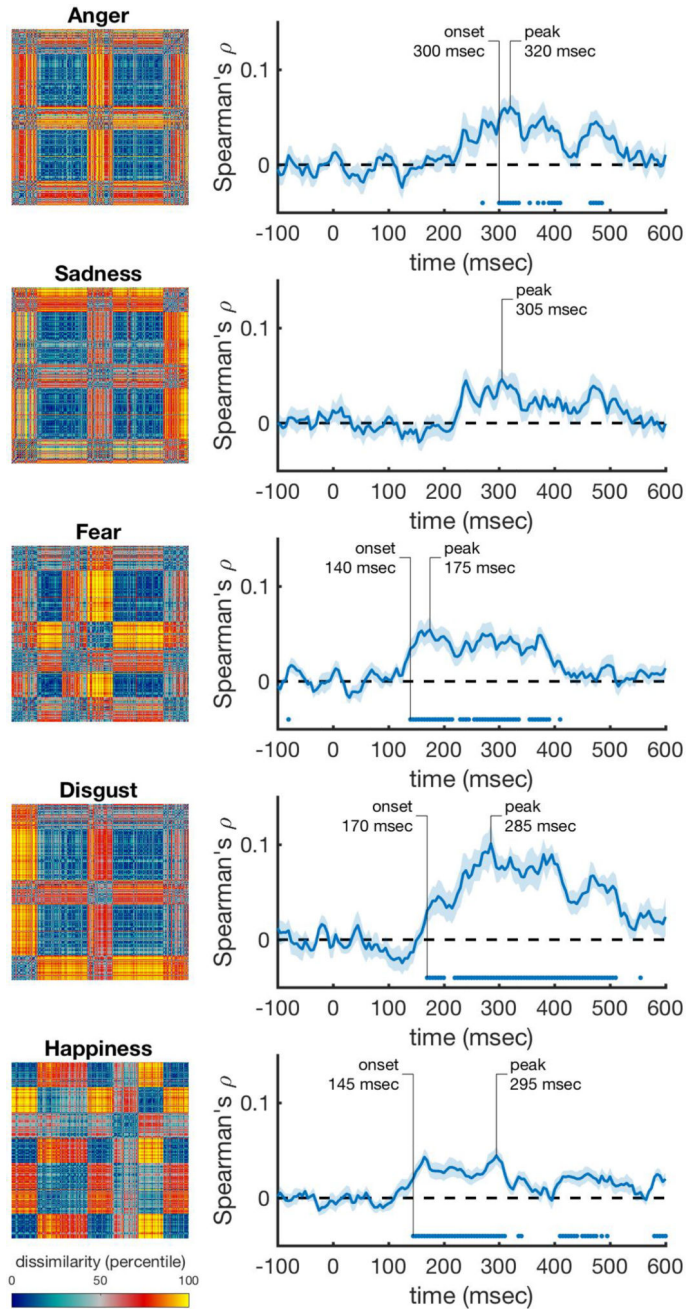 Anger
onset
300 msec
peak
320 msec
Spearman's ρ
0.1
0
-100 0 100 200 300 400 500 600
time (msec)
Sadness
peak
305 msec
Spearman's ρ
0.1
0
-100 0 100 200 300 400 500 600
time (msec)
Fear
onset
140 msec
peak
175 msec
Spearman's ρ
0.1
0
-100 0 100 200 300 400 500 600
time (msec)
Disgust
onset
170 msec
peak
285 msec
Spearman's ρ
0.1
0
-100 0 100 200 300 400 500 600
time (msec)
Happiness
onset
145 msec
peak
295 msec
Spearman's ρ
0.1
0
-100 0 100 200 300 400 500 600
time (msec)
dissimilarity (percentile)
0 50 100